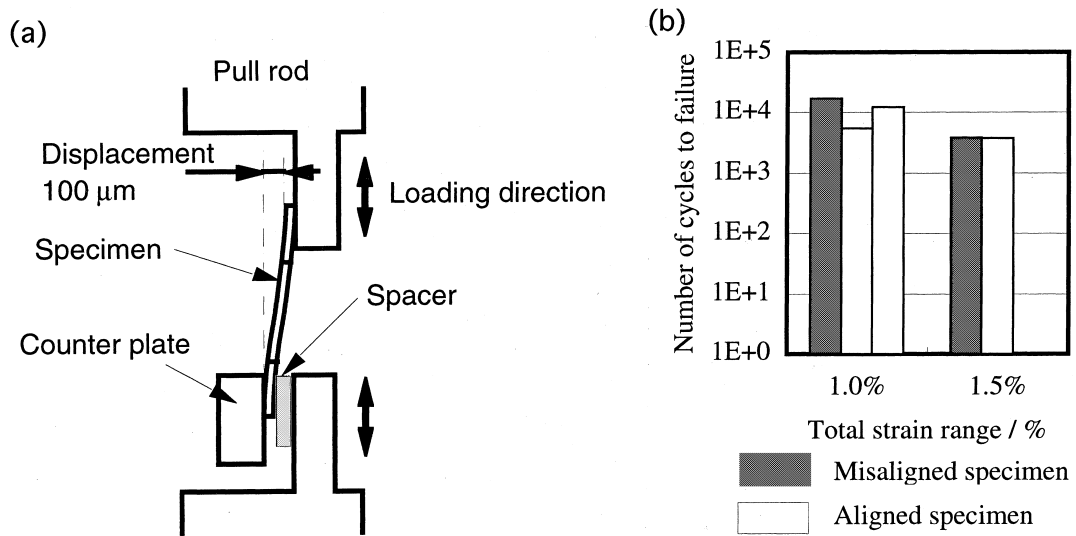 (a)
Pull rod
Displacement
100 μm
Loading direction
Specimen
Spacer
Counter plate
(b)
Number of cycles to failure
1E+5
1E+4
1E+3
1E+2
1E+1
1E+0
1.0%
1.5%
Total strain range / %
Misaligned specimen
Aligned specimen